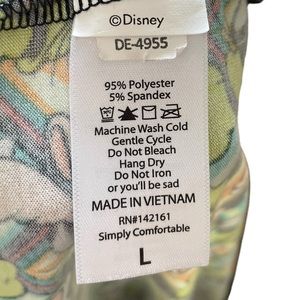 ©Disney
DE-4955
95% Polyester
5% Spandex
Machine Wash Cold
Gentle Cycle
Do Not Bleach
Hang Dry
Do Not Iron
or you'll be sad
MADE IN VIETNAM
RN#142161
Simply Comfortable
L